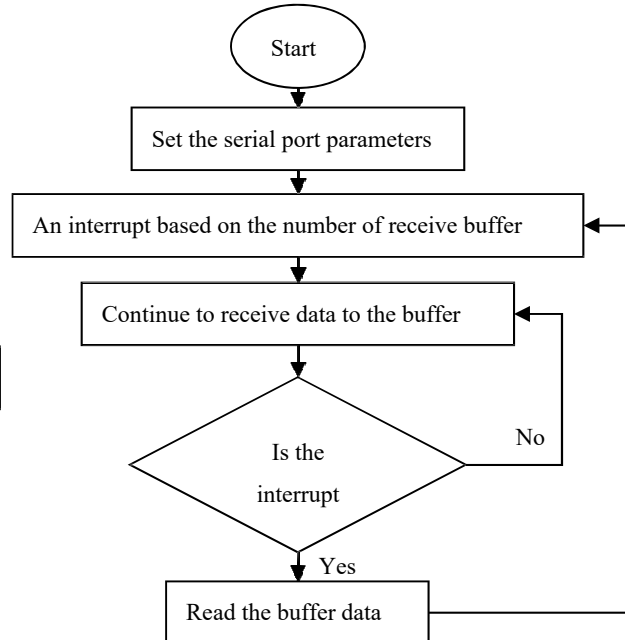 Start
Set the serial port parameters
An interrupt based on the number of receive buffer
Continue to receive data to the buffer
No
Is the
interrupt
Yes
Read the buffer data